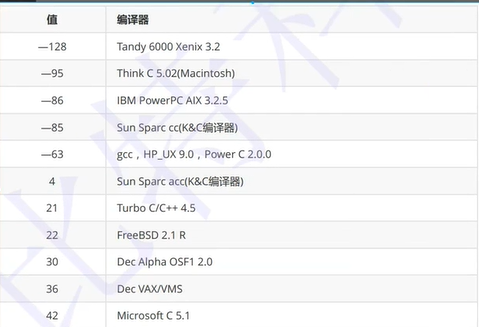 值 编译器
—128 Tandy 6000 Xenix 3.2
—95 Think C 5.02(Macintosh)
—86 IBM PowerPC AIX 3.2.5
—85 Sun Sparc cc(K&C编译器)
—63 gcc，HP_UX 9.0，Power C 2.0.0
4 Sun Sparc acc(K&C编译器)
21 Turbo C/C++ 4.5
22 FreeBSD 2.1 R
30 Dec Alpha OSF1 2.0
36 Dec VAX/VMS
42 Microsoft C 5.1
比特科